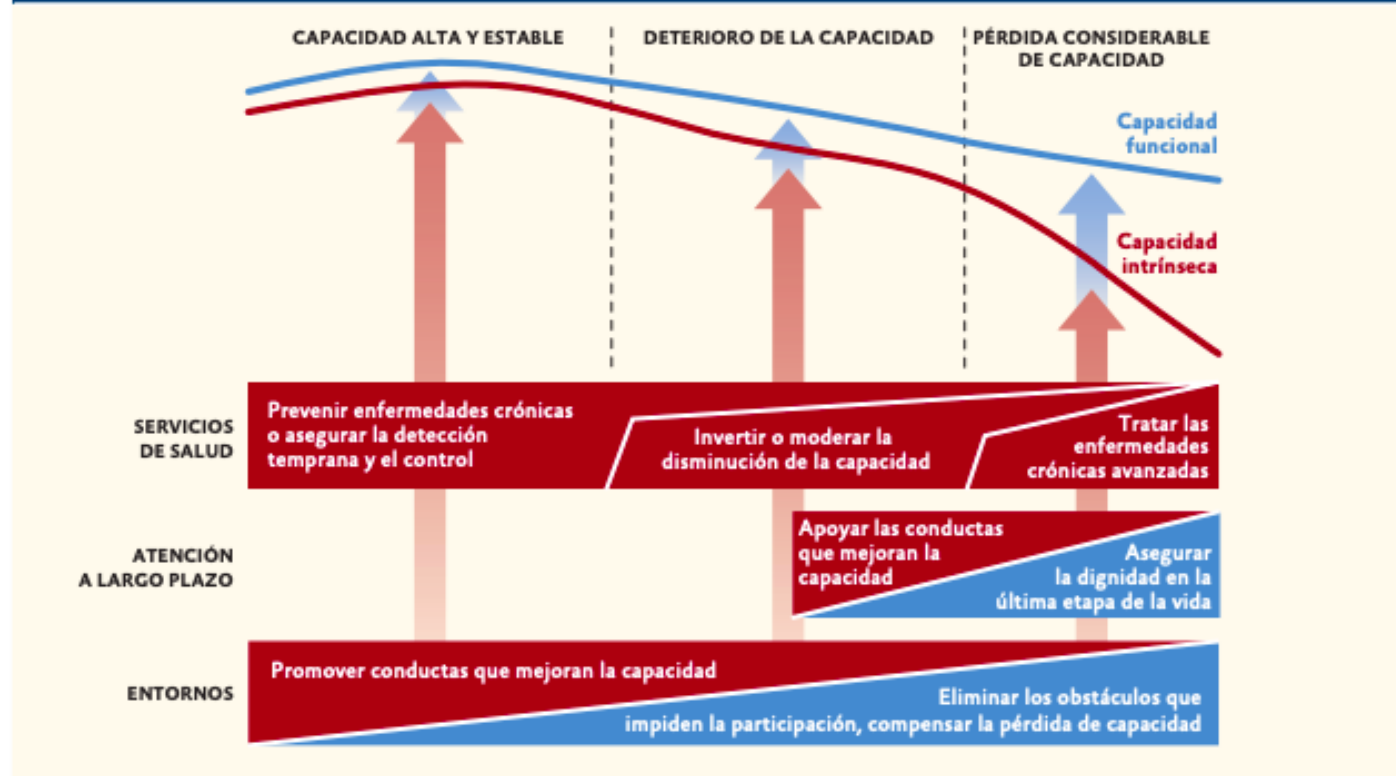 CAPACIDAD ALTA Y ESTABLE
DETERIORO DE LA CAPACIDAD
PÉRDIDA CONSIDERABLE
DE CAPACIDAD
Capacidad
funcional
Capacidad
intrínseca
SERVICIOS
DE SALUD
Prevenir enfermedades crónicas
o asegurar la detección
temprana y el control
Invertir o moderar la
disminución de la capacidad
Tratar las
enfermedades
crónicas avanzadas
ATENCIÓN
A LARGO PLAZO
Apoyar las conductas
que mejoran la
capacidad
Asegurar
la dignidad en la
última etapa de la vida
ENTORNOS
Promover conductas que mejoran la capacidad
Eliminar los obstáculos que
impiden la participación, compensar la pérdida de capacidad